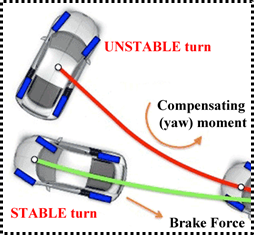 UNSTABLE turn
Compensating
(yaw) moment
STABLE turn
Brake Force